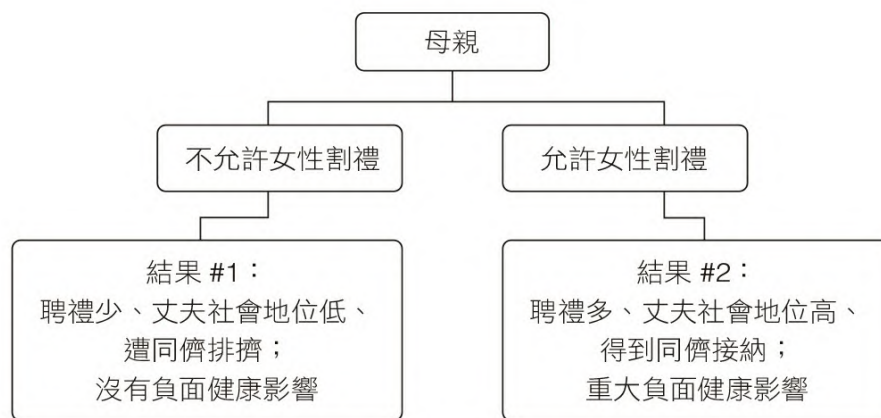 母親
不允許女性割禮
允許女性割禮
結果 #1：
聘禮少、丈夫社會地位低、
遭同儕排擠；
沒有負面健康影響
結果 #2：
聘禮多、丈夫社會地位高、
得到同儕接納；
重大負面健康影響